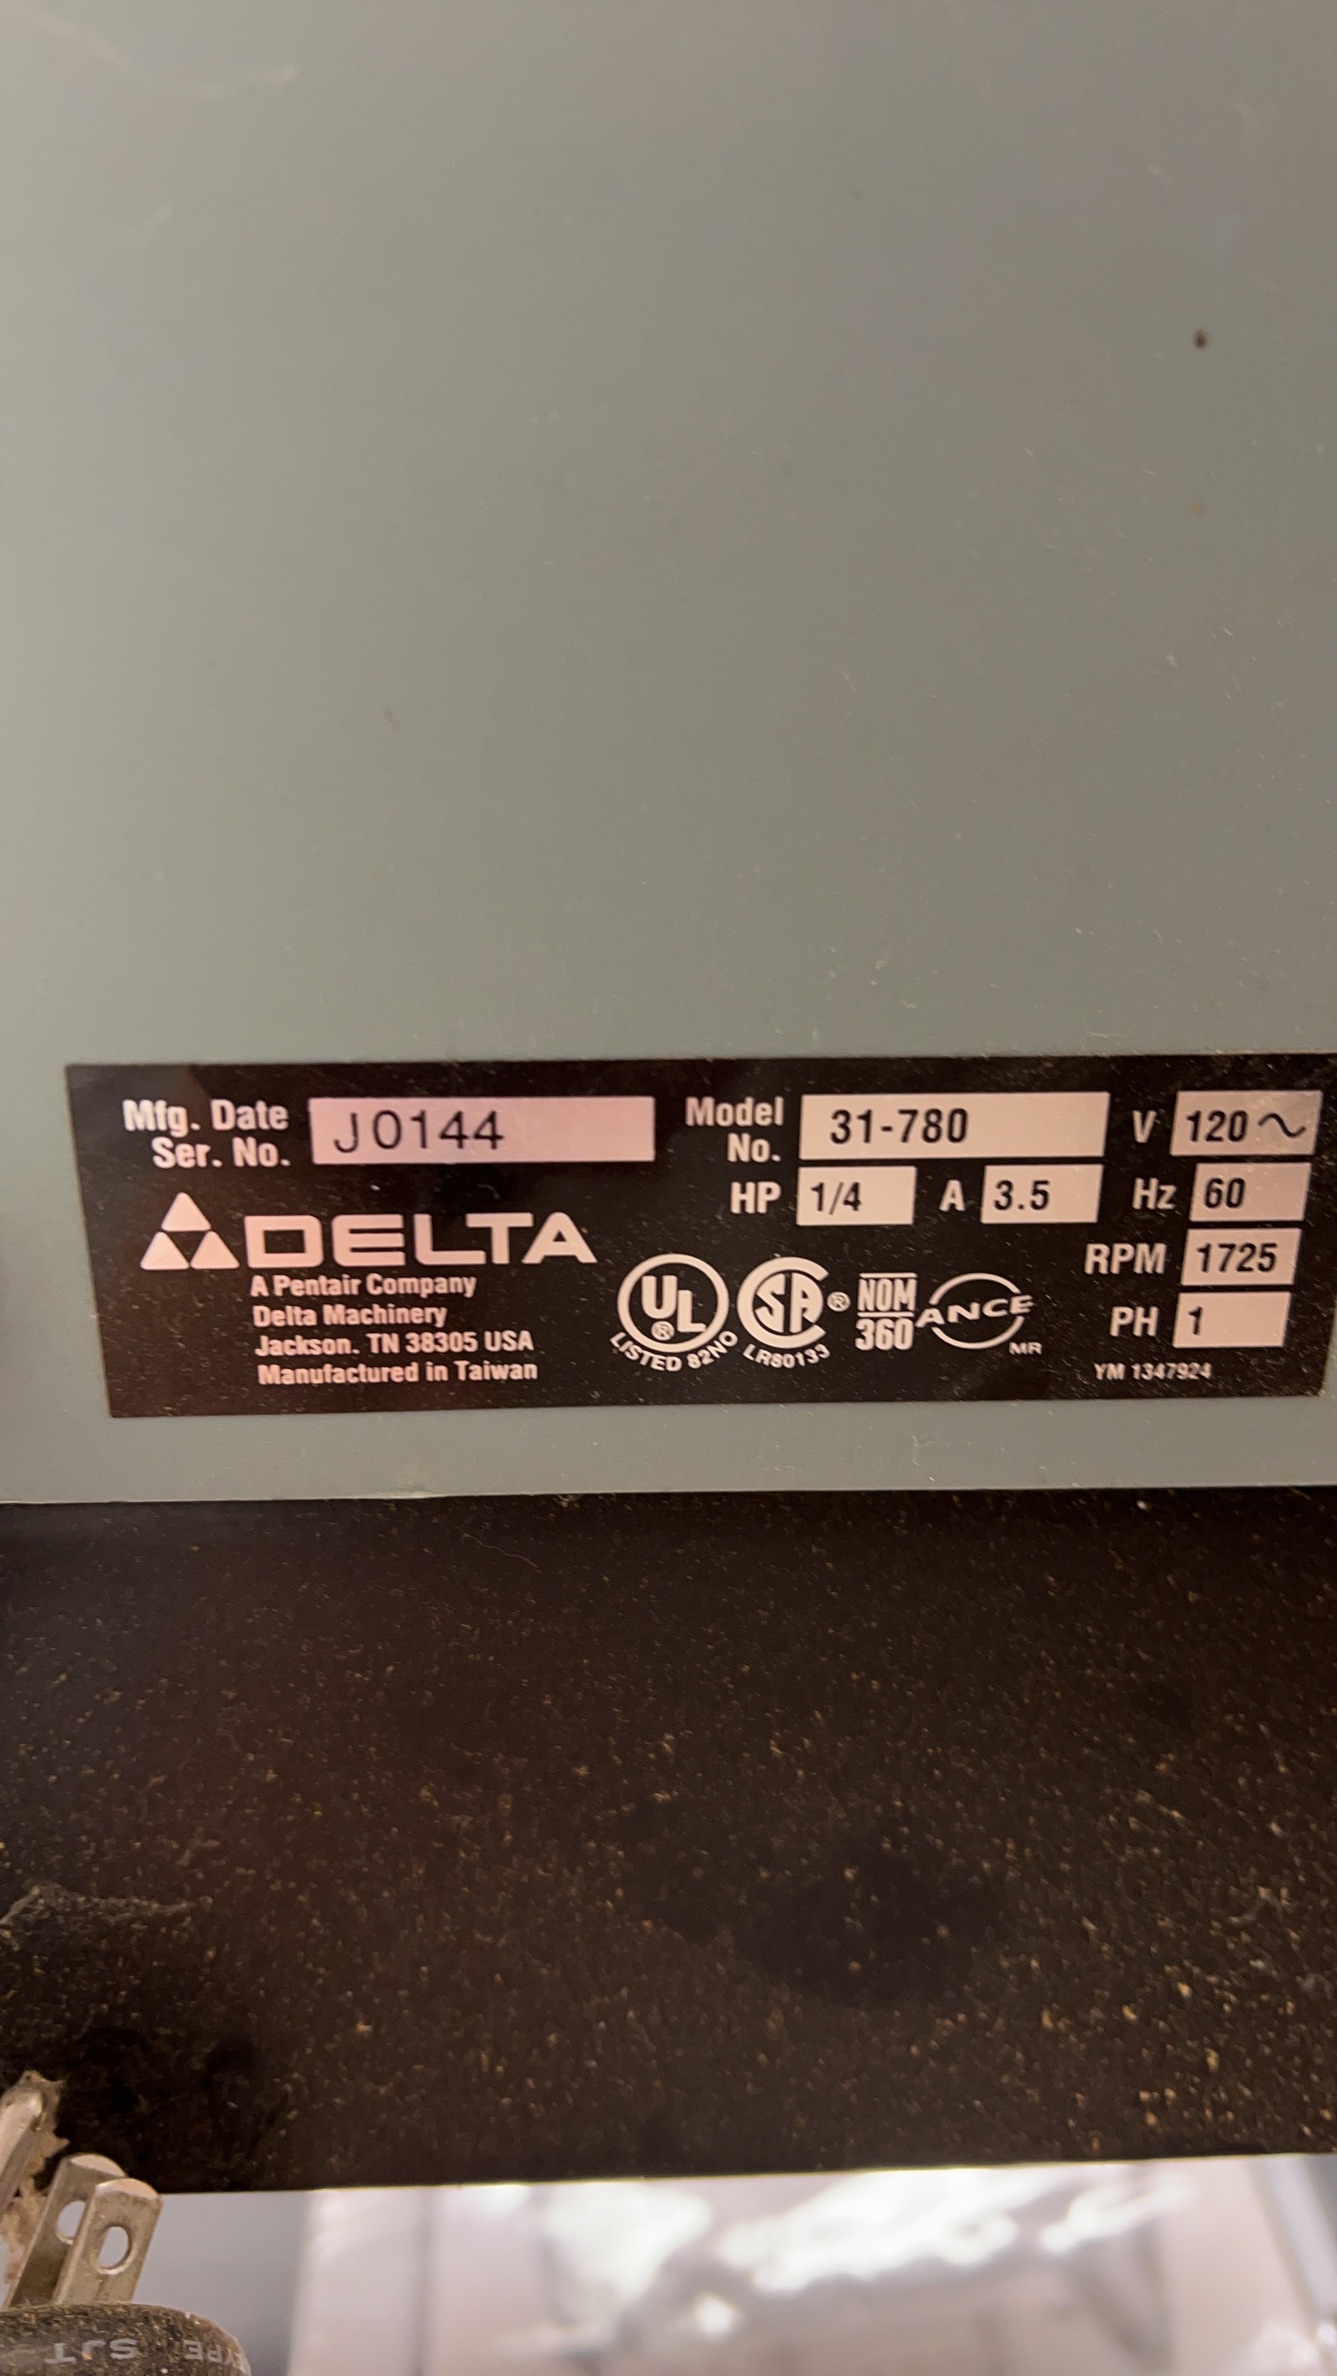 Mfg. Date
Ser. No.
J0144
Model
No.
31-780
V 120 ~
HP 1/4 A 3.5 Hz 60
DELTA
RPM 1725
A Pentair Company
Delta Machinery
Jackson. TN 38305 USA
Manufactured in Taiwan
UL ®
LISTED 82NO
SA ®
LR80133
NOM
360
ANCE
MR
PH 1
YM 1347924
TYPE SJT